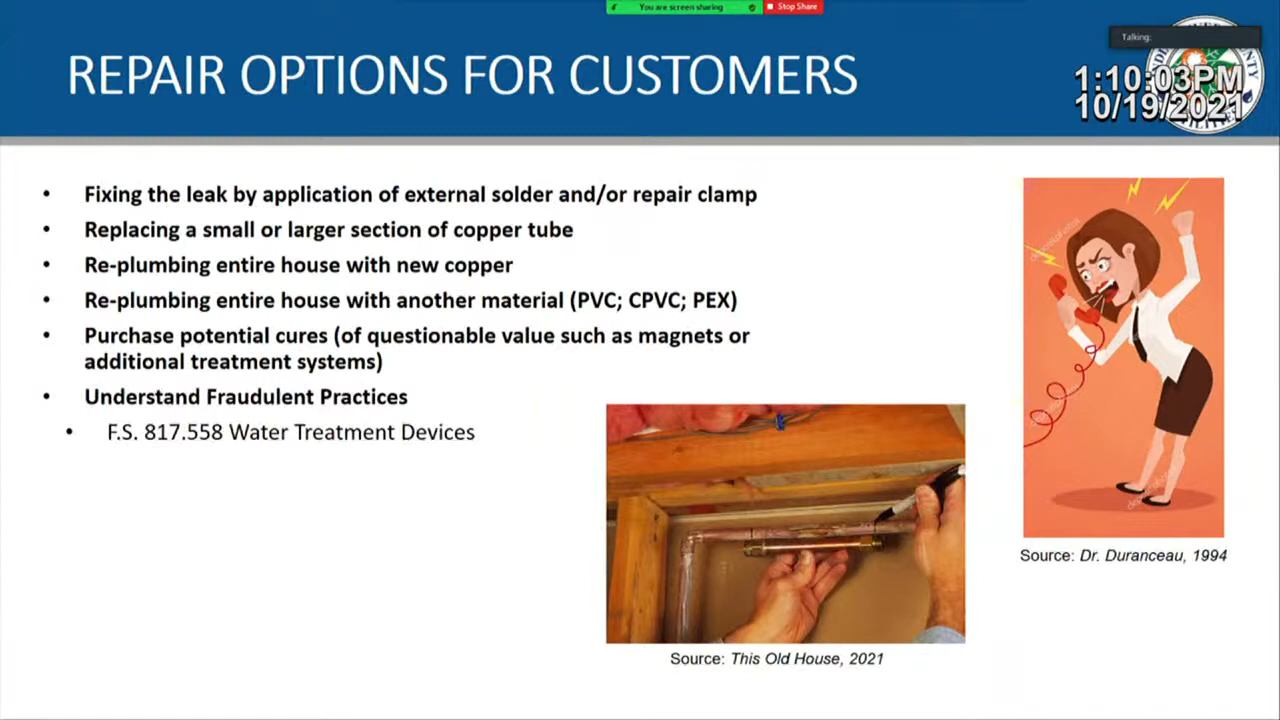 You are screen sharing
Stop Share
Talking:
REPAIR OPTIONS FOR CUSTOMERS
1:10:03PM
10/19/2021
• Fixing the leak by application of external solder and/or repair clamp
• Replacing a small or larger section of copper tube
• Re-plumbing entire house with new copper
• Re-plumbing entire house with another material (PVC; CPVC; PEX)
• Purchase potential cures (of questionable value such as magnets or
additional treatment systems)
• Understand Fraudulent Practices
• F.S. 817.558 Water Treatment Devices
Source: Dr. Duranceau, 1994
Source: This Old House, 2021